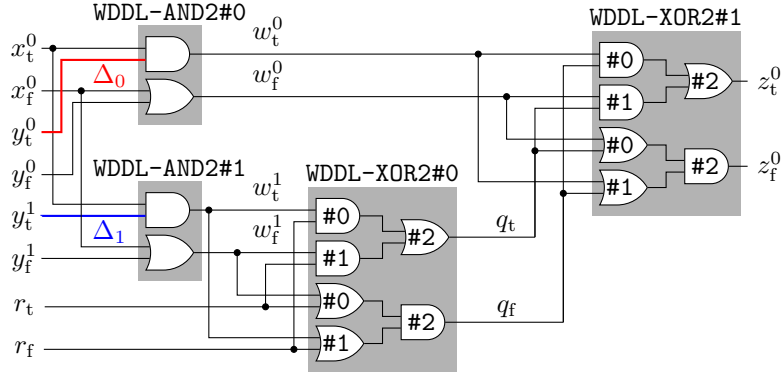 WDDL-AND2#0
WDDL-XOR2#1
x_t^0
w_t^0
#0
Δ_0
x_f^0
w_f^0
#2
z_t^0
#1
y_t^0
#0
y_f^0
#2
z_f^0
WDDL-AND2#1
WDDL-XOR2#0
#1
y_t^1
w_t^1
#0
Δ_1
w_f^1
#2
q_t
y_f^1
#1
r_t
#0
#2
q_f
r_f
#1